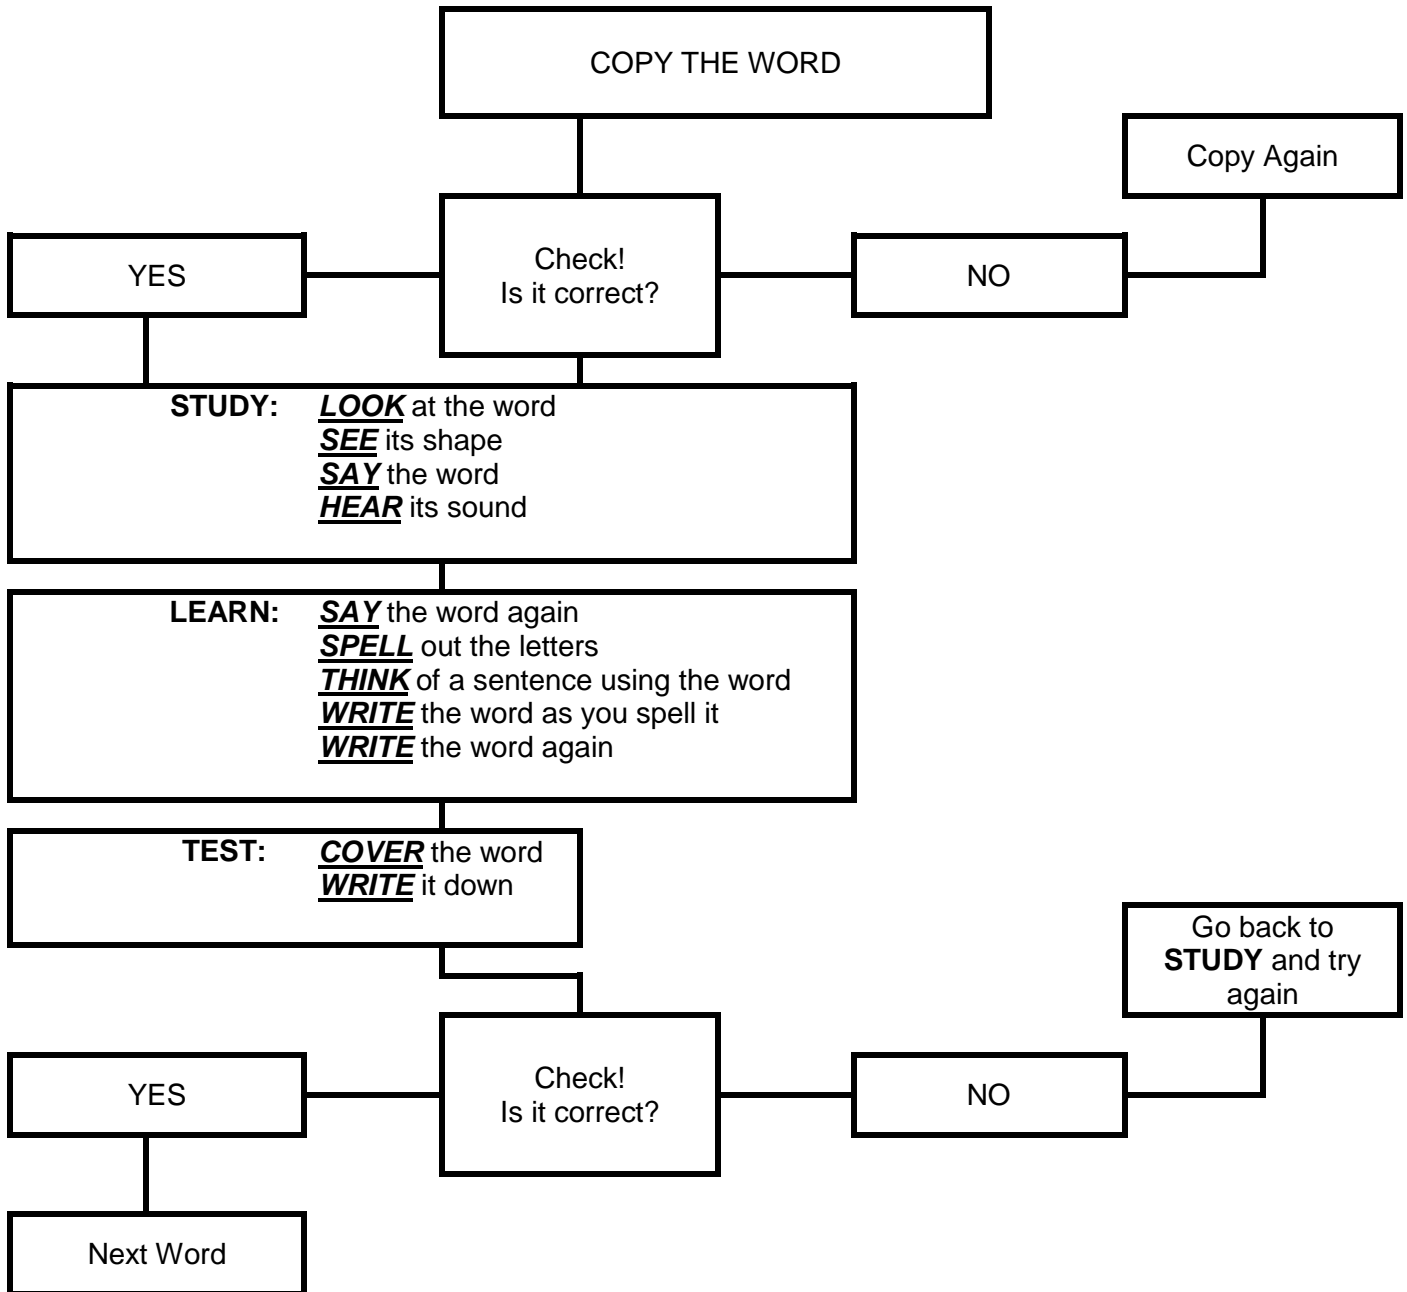 COPY THE WORD
Copy Again
YES
Check!
Is it correct?
NO
STUDY: LOOK at the word
SEE its shape
SAY the word
HEAR its sound
LEARN: SAY the word again
SPELL out the letters
THINK of a sentence using the word
WRITE the word as you spell it
WRITE the word again
TEST: COVER the word
WRITE it down
Go back to
STUDY and try
again
YES
Check!
Is it correct?
NO
Next Word